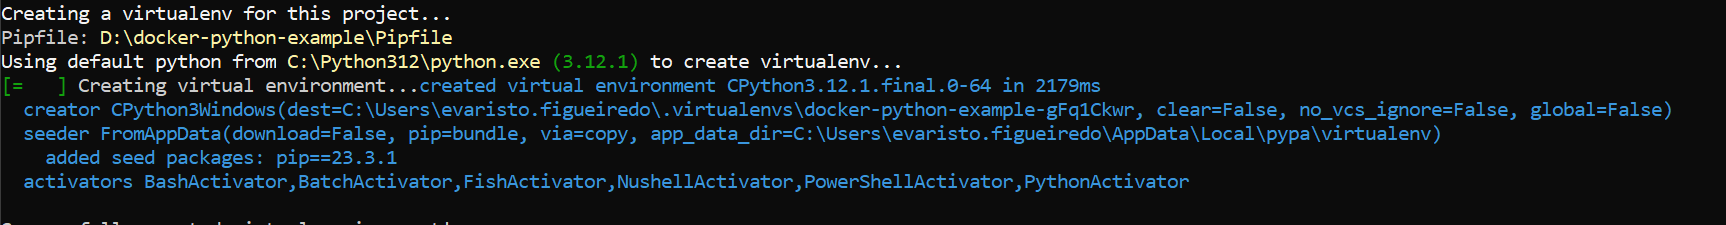 Creating a virtualenv for this project...
Pipfile: D:\docker-python-example\Pipfile
Using default python from C:\Python312\python.exe (3.12.1) to create virtualenv...
[=   ] Creating virtual environment...created virtual environment CPython3.12.1.final.0-64 in 2179ms
  creator CPython3Windows(dest=C:\Users\evaristo.figueiredo\.virtualenvs\docker-python-example-gFq1Ckwr, clear=False, no_vcs_ignore=False, global=False)
  seeder FromAppData(download=False, pip=bundle, via=copy, app_data_dir=C:\Users\evaristo.figueiredo\AppData\Local\pypa\virtualenv)
    added seed packages: pip==23.3.1
  activators BashActivator,BatchActivator,FishActivator,NushellActivator,PowerShellActivator,PythonActivator